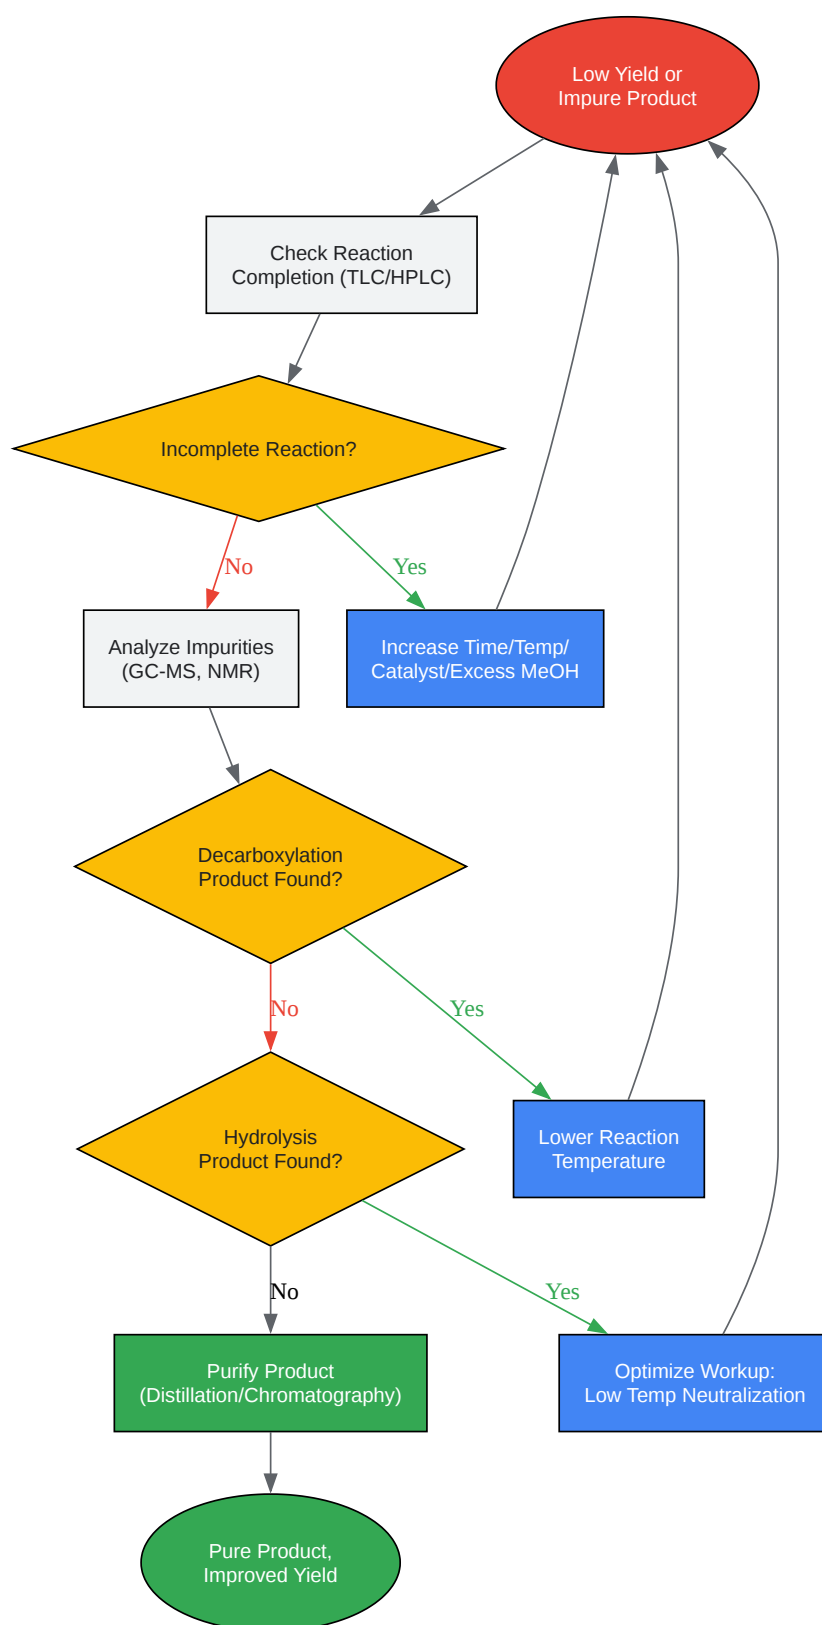 Low Yield or
Impure Product
Check Reaction
Completion (TLC/HPLC)
Incomplete Reaction?
No
Yes
Analyze Impurities
(GC-MS, NMR)
Increase Time/Temp/
Catalyst/Excess MeOH
Decarboxylation
Product Found?
No
Yes
Hydrolysis
Product Found?
Lower Reaction
Temperature
No
Yes
Purify Product
(Distillation/Chromatography)
Optimize Workup:
Low Temp Neutralization
Pure Product,
Improved Yield